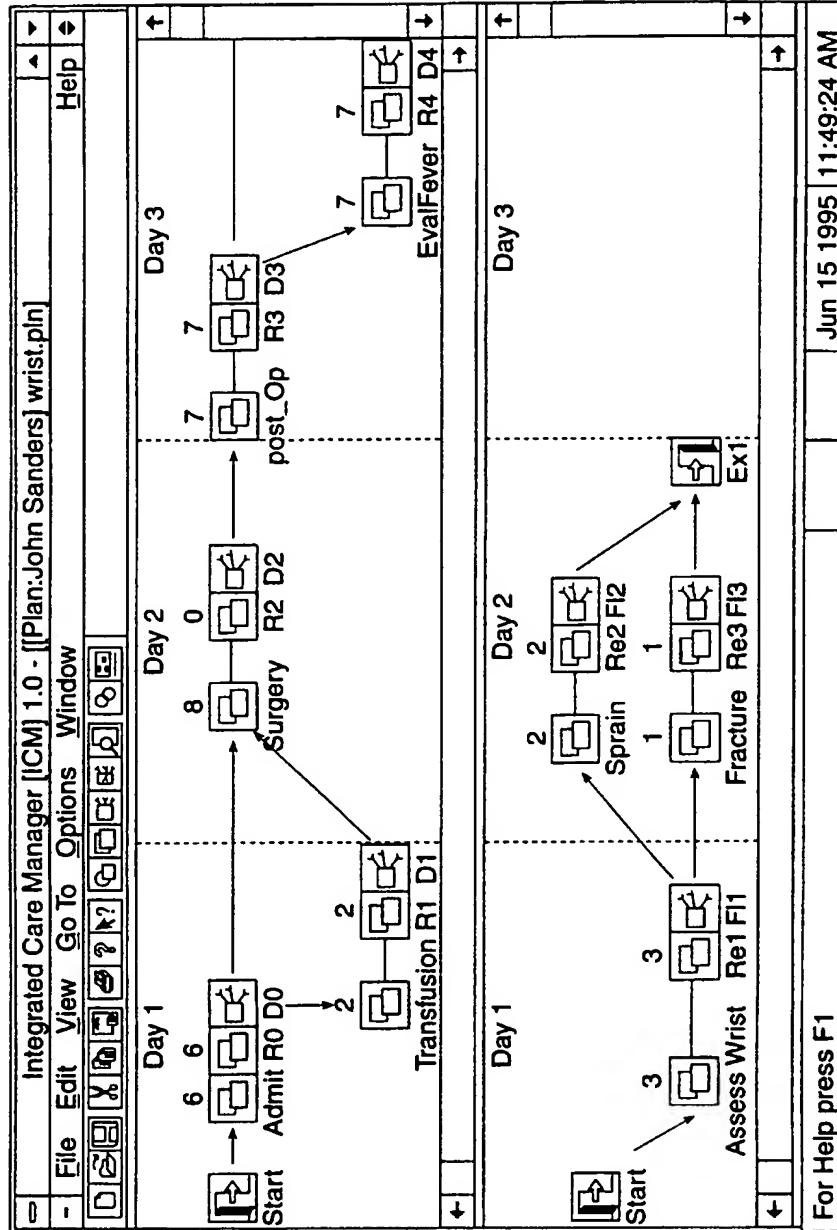 Integrated Care Manager [ICM] 1.0 - [[Plan:John Sanders] wrist.pln]
File Edit View Go To Options Window Help
Day 1 Day 2 Day 3
6 6 8 0 7 7
Start Admit R0 D0 Surgery R2 D2 post_Op R3 D3
2 2 7 7
Transfusion R1 D1 EvalFever R4 D4
Day 1 Day 2 Day 3
2 2
Start Sprain Re2 Fl2
3 3 1 1
Assess Wrist Re1 Fl1 Fracture Re3 Fl3 Ex1
For Help press F1 Jun 15 1995 11:49:24 AM